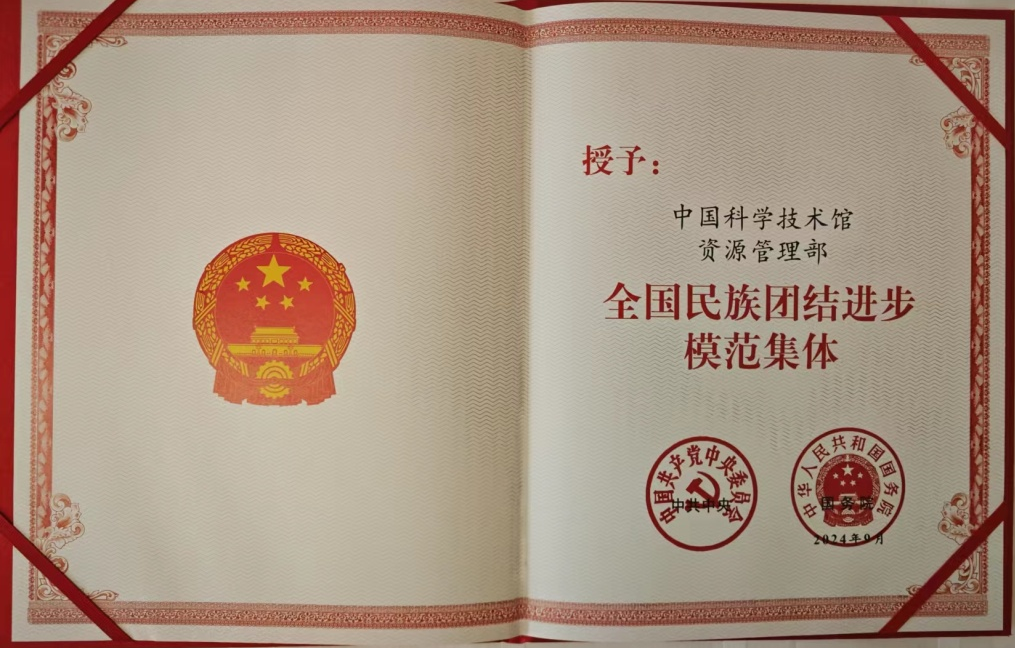 授予：
中国科学技术馆
资源管理部
全国民族团结进步
模范集体
中国共产党中央委员会
中共中央
中华人民共和国国务院
国务院
2024年9月